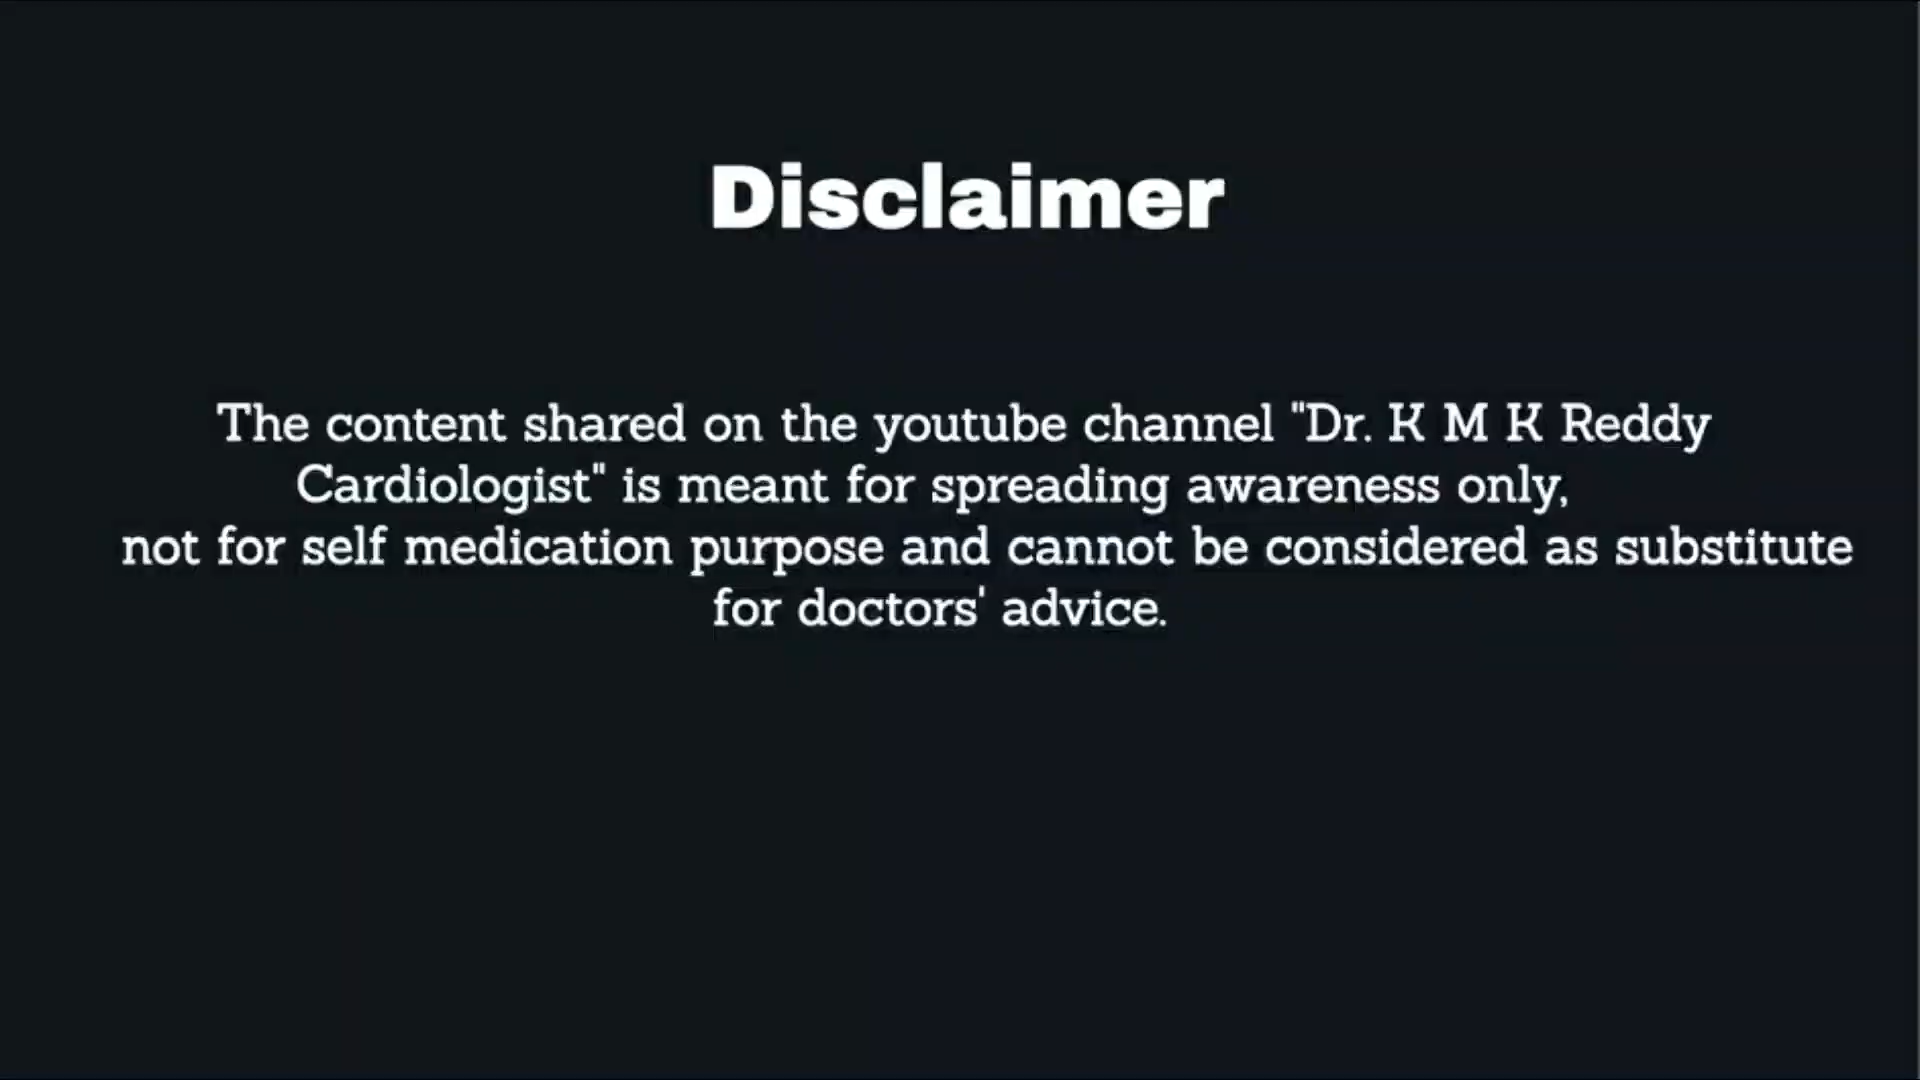 Disclaimer
The content shared on the youtube channel "Dr. K M K Reddy
Cardiologist" is meant for spreading awareness only,
not for self medication purpose and cannot be considered as substitute
for doctors' advice.